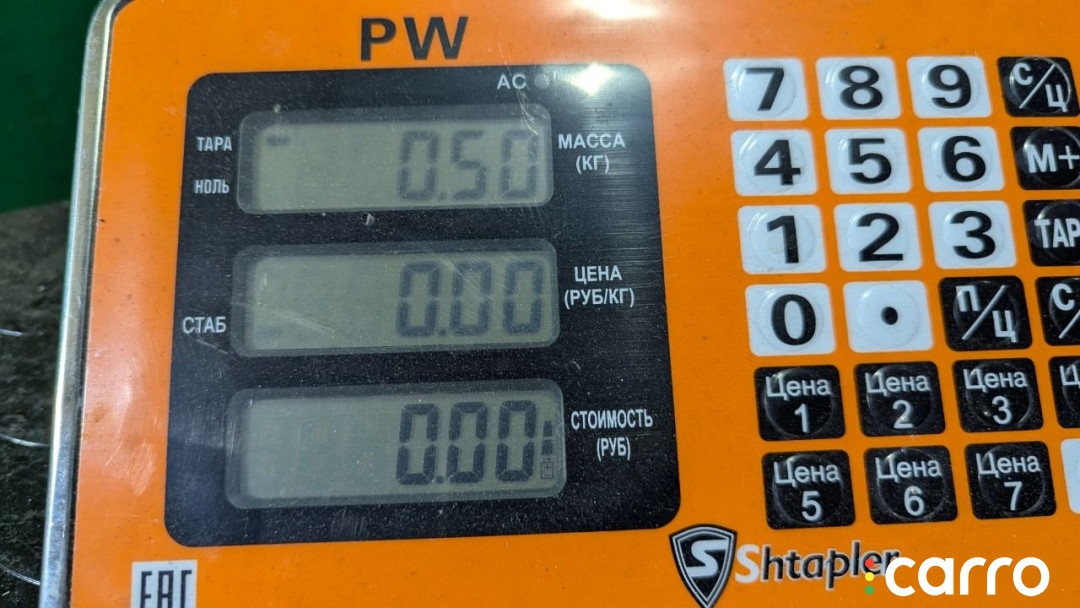 PW
AC
ТАРА
0.50
МАССА
(КГ)
НОЛЬ
0.00
ЦЕНА
(РУБ/КГ)
СТАБ
0.00
СТОИМОСТЬ
(РУБ)
7 8 9 С/Ц
4 5 6 М+
1 2 3 ТАР
0 . П/Ц С/
Цена 1 Цена 2 Цена 3 Ц
Цена 5 Цена 6 Цена 7
S Shtapler
EAC
carro